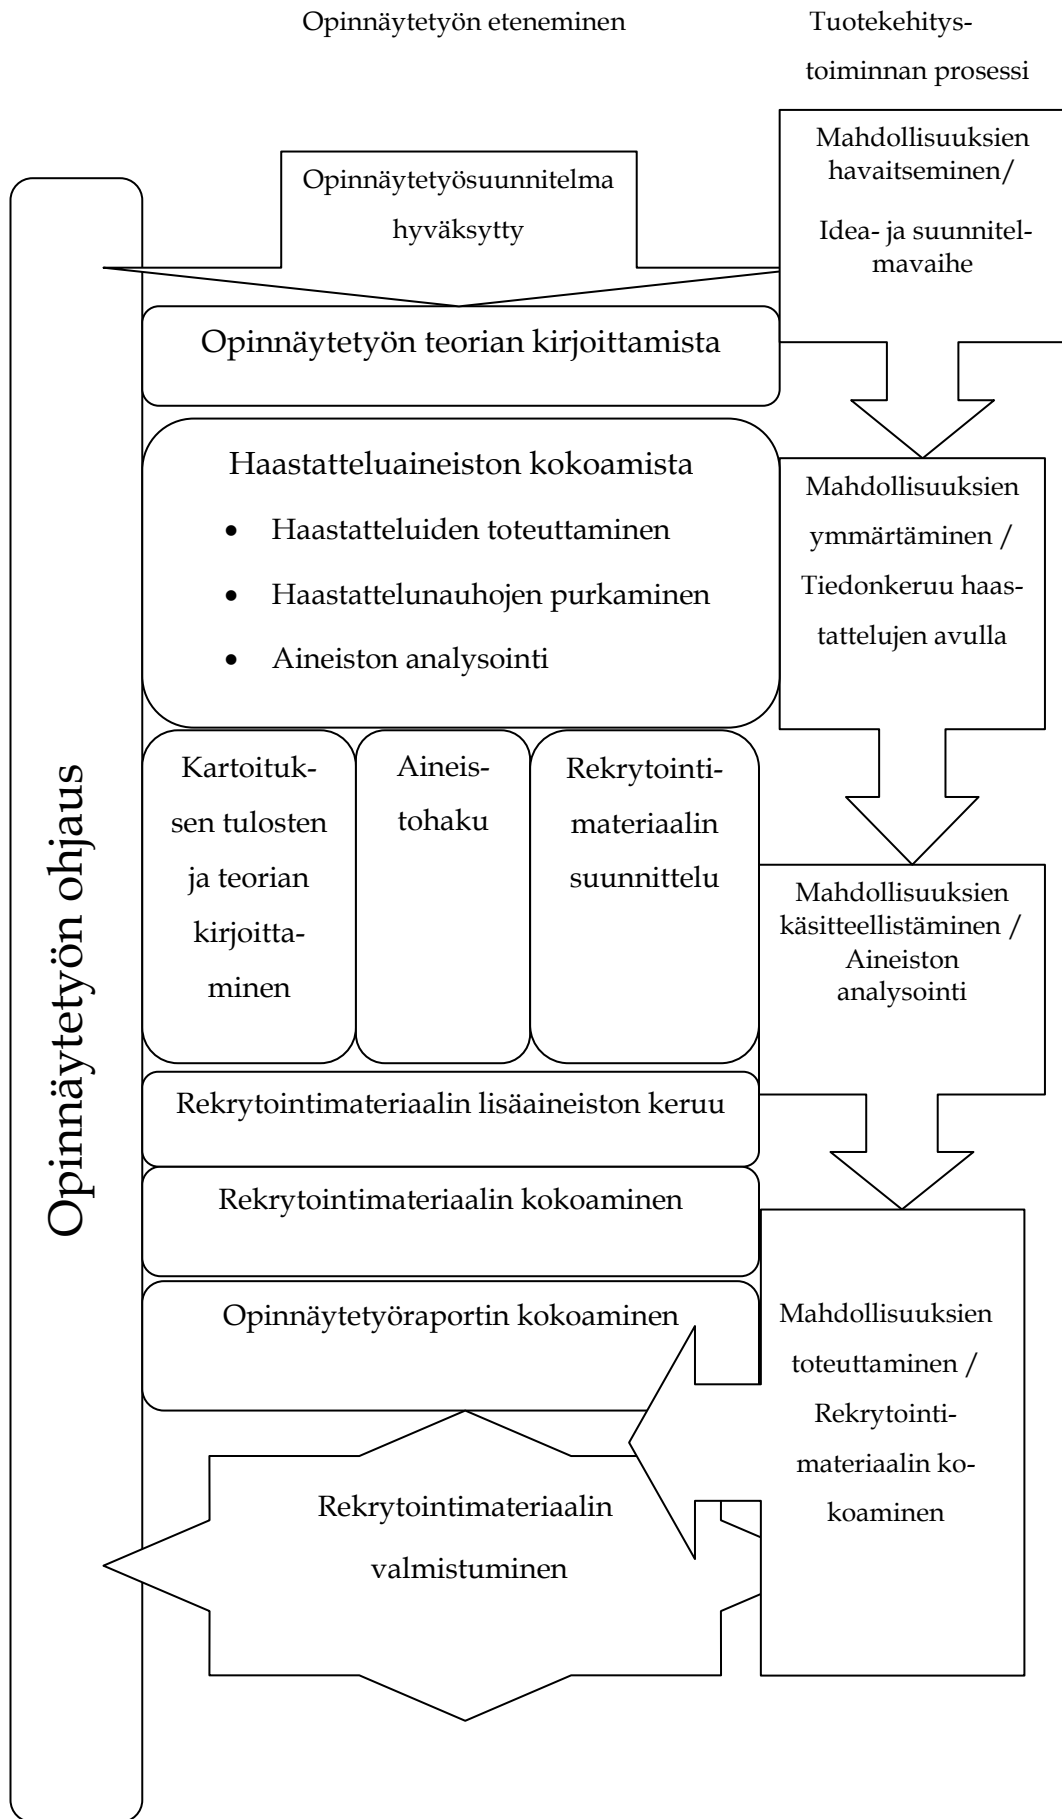 Opinnäytetyön eteneminen
Tuotekehitys-
toiminnan prosessi
Opinnäytetyön ohjaus
Opinnäytetyösuunnitelma
hyväksytty
Mahdollisuuksien
havaitseminen/
Idea- ja suunnitel-
mavaihe
Opinnäytetyön teorian kirjoittamista
Haastatteluaineiston kokoamista
• Haastatteluiden toteuttaminen
• Haastattelunauhojen purkaminen
• Aineiston analysointi
Mahdollisuuksien
ymmärtäminen /
Tiedonkeruu haas-
tattelujen avulla
Kartoituk-
sen tulosten
ja teorian
kirjoitta-
minen
Aineis-
tohaku
Rekrytointi-
materiaalin
suunnittelu
Mahdollisuuksien
käsitteellistäminen /
Aineiston
analysointi
Rekrytointimateriaalin lisäaineiston keruu
Rekrytointimateriaalin kokoaminen
Opinnäytetyöraportin kokoaminen
Mahdollisuuksien
toteuttaminen /
Rekrytointi-
materiaalin ko-
koaminen
Rekrytointimateriaalin
valmistuminen